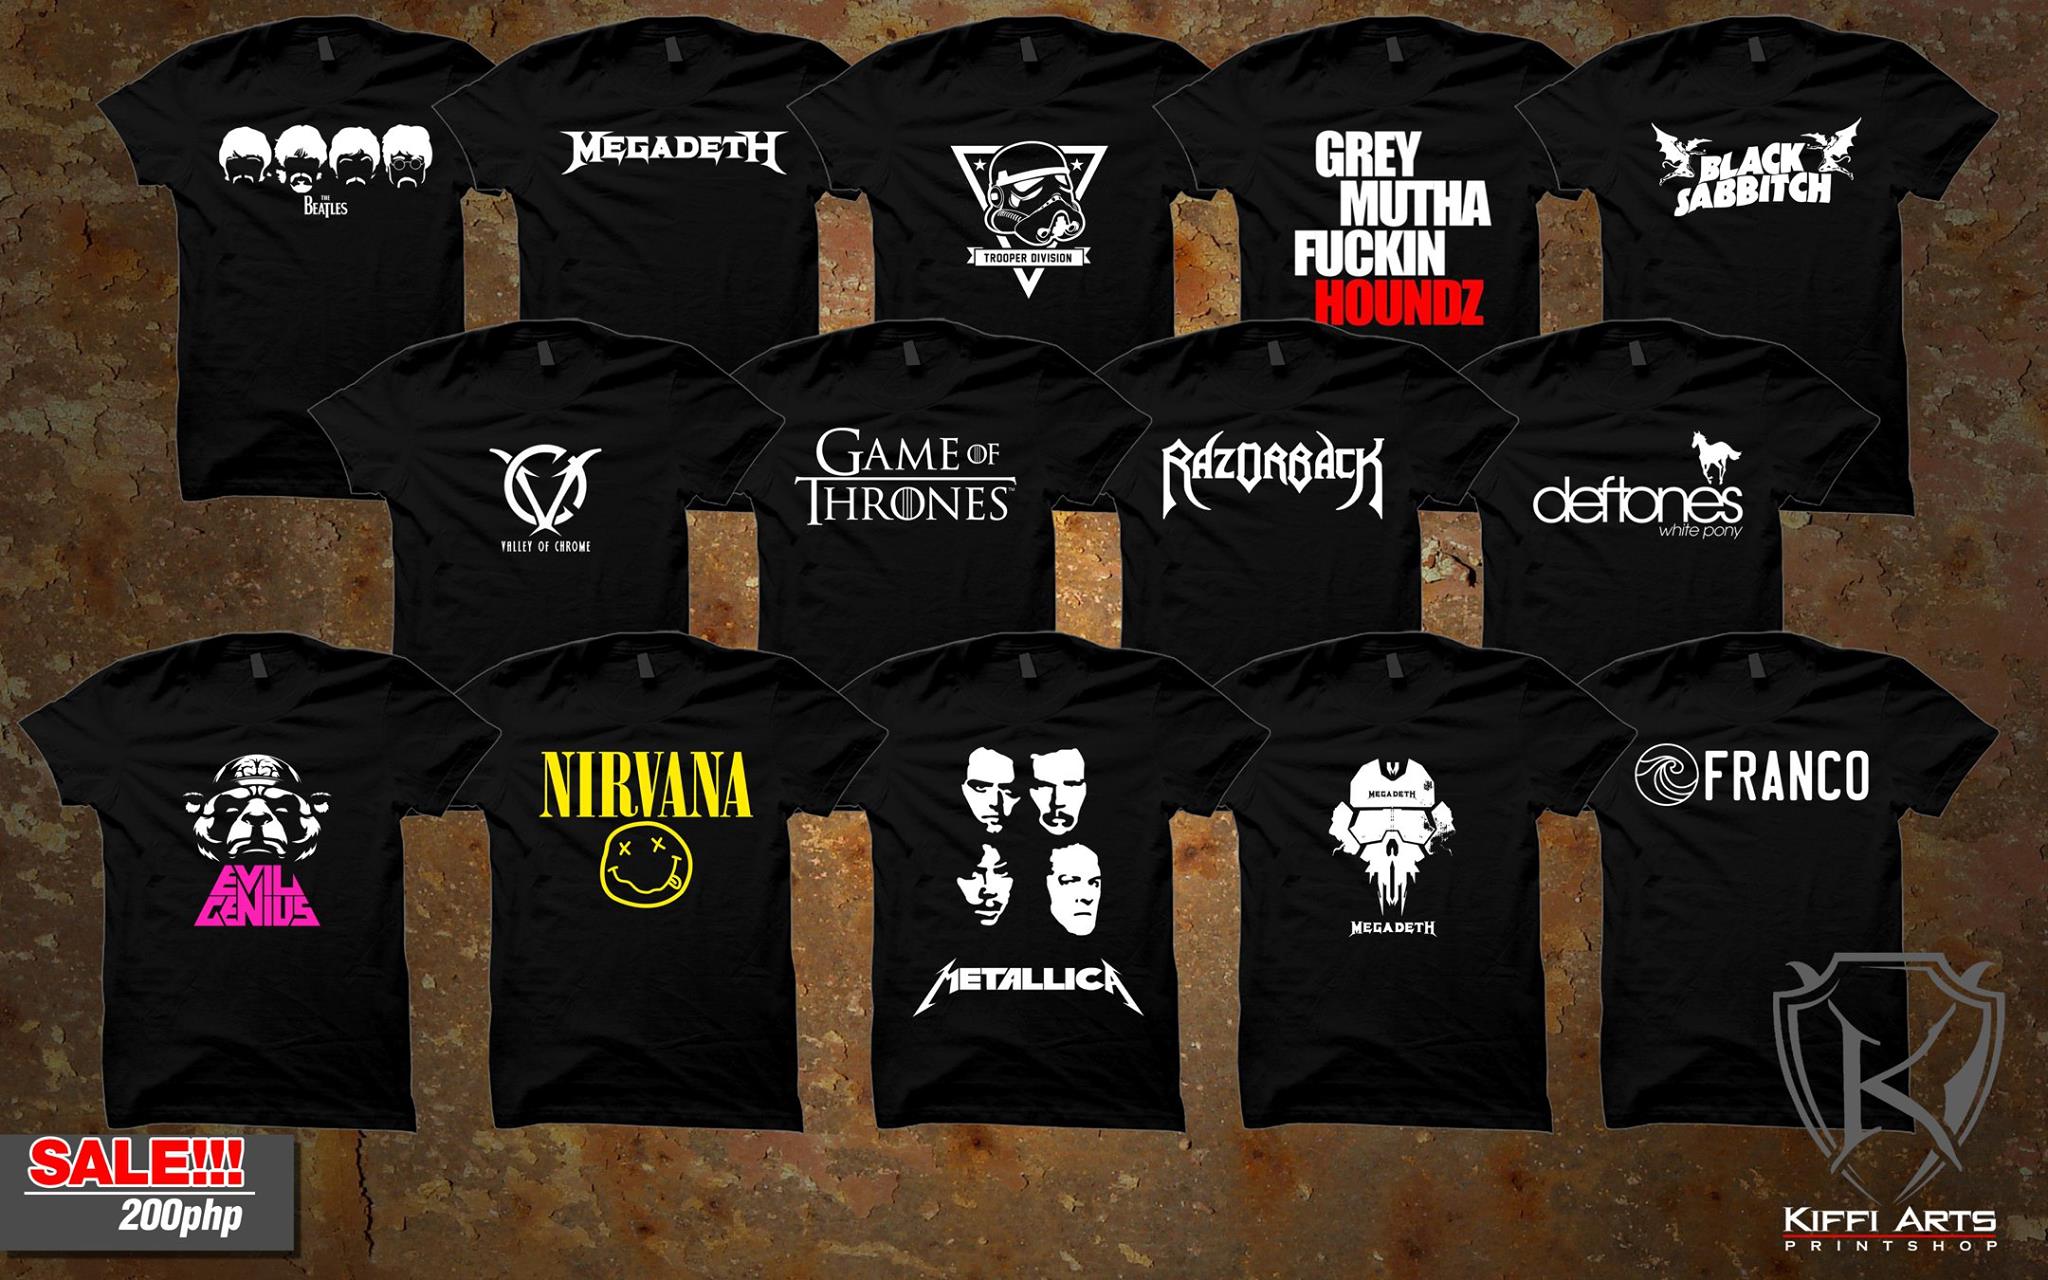 THE
BEATLES
MEGADETH
TROOPER DIVISION
GREY
MUTHA
FUCKIN
HOUNDZ
BLACK
SABBITCH
VALLEY OF CHROME
GAME OF
THRONES™
RAZORBACK
deftones
white pony
EVIL
GENIUS
NIRVANA
METALLICA
MEGADETH
MEGADETH
FRANCO
SALE!!!
200php
K
KIFFI ARTS
PRINTSHOP